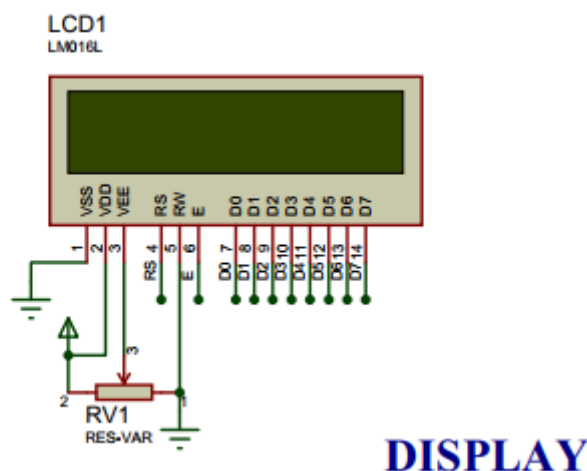 LCD1
LM016L
VSS VDD VEE RS RW E D0 D1 D2 D3 D4 D5 D6 D7
1 2 3 4 5 6 7 8 9 10 11 12 13 14
RS E D0 D1 D2 D3 D4 D5 D6 D7
3
2 1
RV1
RES-VAR
DISPLAY